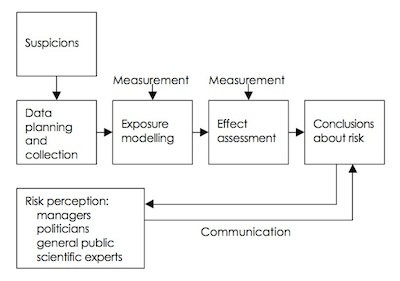 Suspicions
Measurement
Measurement
Data
planning
and
collection
Exposure
modelling
Effect
assessment
Conclusions
about risk
Risk perception:
managers
politicians
general public
scientific experts
Communication